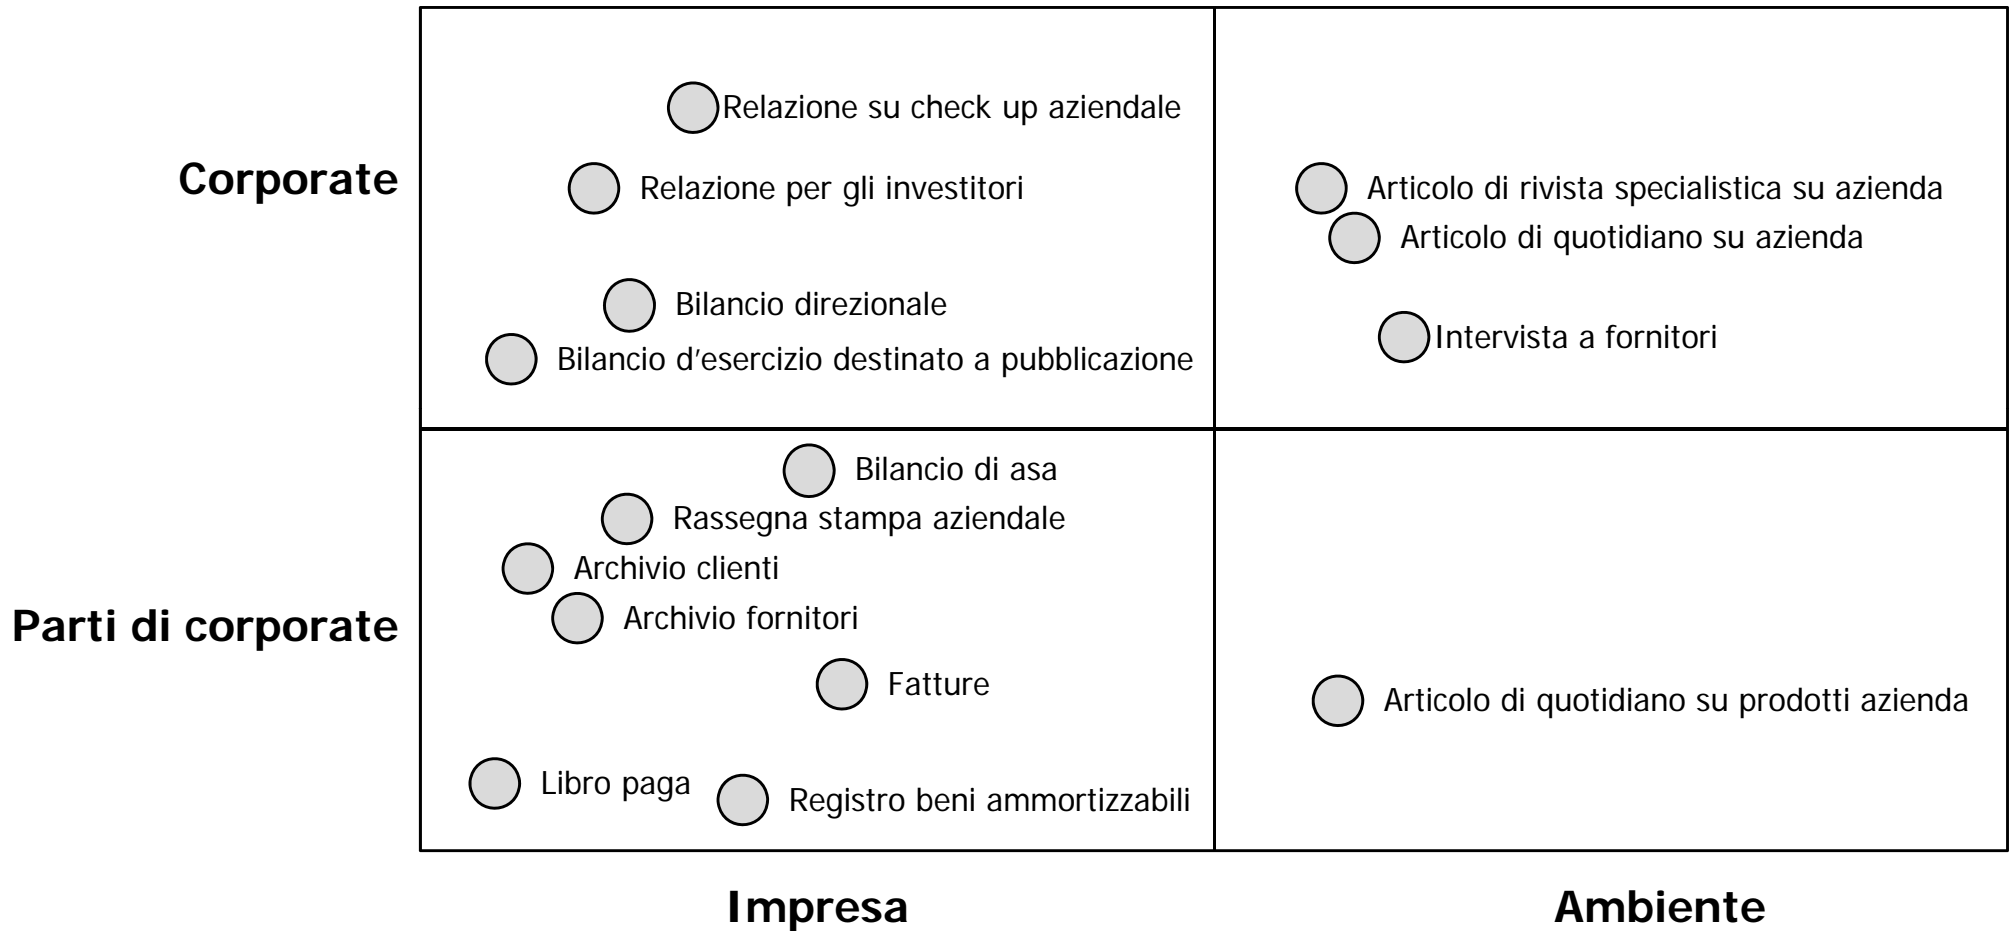 Relazione su check up aziendale
Corporate
Relazione per gli investitori
Articolo di rivista specialistica su azienda
Articolo di quotidiano su azienda
Bilancio direzionale
Intervista a fornitori
Bilancio d'esercizio destinato a pubblicazione
Bilancio di asa
Rassegna stampa aziendale
Archivio clienti
Parti di corporate
Archivio fornitori
Fatture
Articolo di quotidiano su prodotti azienda
Libro paga
Registro beni ammortizzabili
Impresa
Ambiente